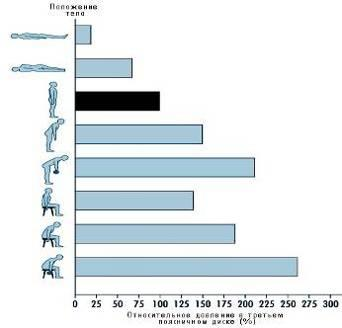 Положение
тела
0 25 50 75 100 125 150 175 200 225 250 275 300
Относительное давление в третьем
поясничном диске (%)